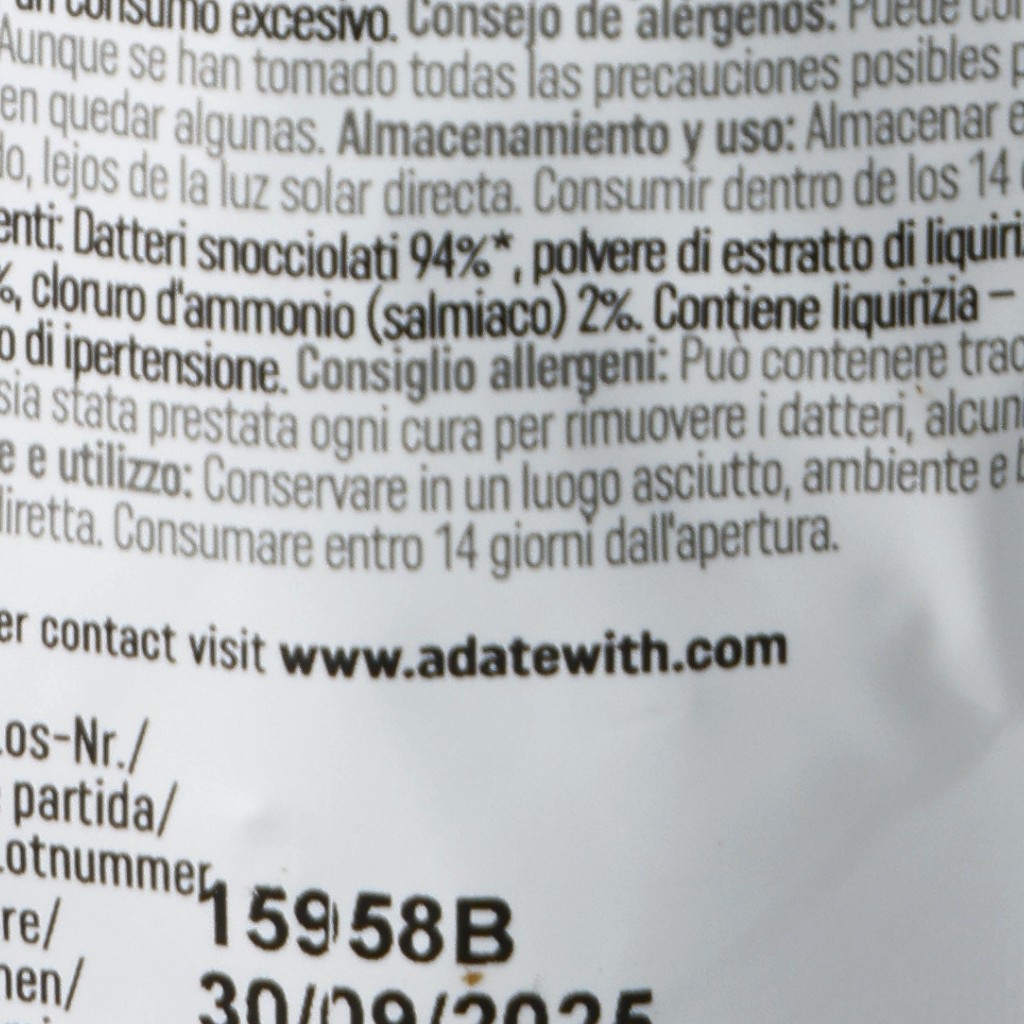 un consumo excesivo. Consejo de alérgenos: Puede
Aunque se han tomado todas las precauciones posibles
en quedar algunas. Almacenamiento y uso: Almacenar
lejos de la luz solar directa. Consumir dentro de los 14
enti: Datteri snocciolati 94%*, polvere di estratto di liquiri
%, cloruro d'ammonio (salmiaco) 2%. Contiene liquirizia –
o di ipertensione. Consiglio allergeni: Può contenere trac
sia stata prestata ogni cura per rimuovere i datteri, alcun
e e utilizzo: Conservare in un luogo asciutto, ambiente e
diretta. Consumare entro 14 giorni dall'apertura.
er contact visit www.adatewith.com
Los-Nr./
partida/
Lotnummer
re/
nen/
15958B
30/09/2025